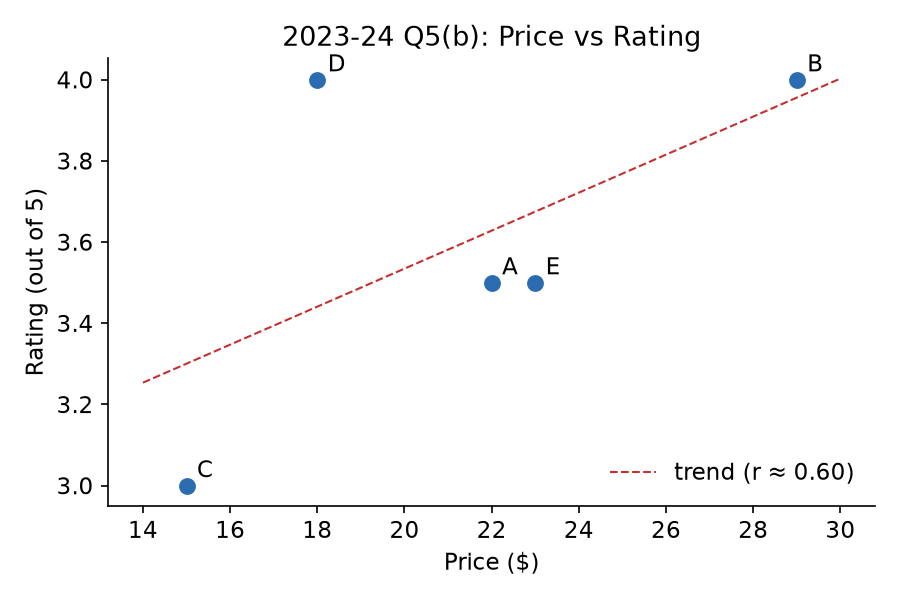 2023-24 Q5(b): Price vs Rating
D
B
4.0
3.8
3.6
A
E
3.4
3.2
C
3.0
Rating (out of 5)
trend (r ≈ 0.60)
14 16 18 20 22 24 26 28 30
Price ($)